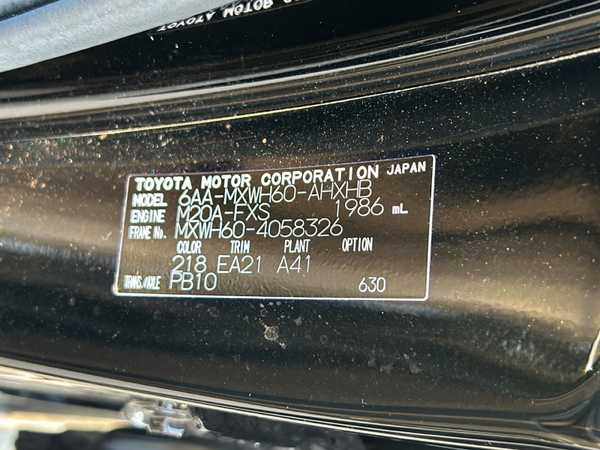 TOYOTA MOTOR CORPORATION JAPAN
MODEL 6AA-MXWH60-AHXHB
ENGINE M20A-FXS 1986 mL
FRAME No. MXWH60-4058326
COLOR TRIM PLANT OPTION
218 EA21 A41
TRANS./AXLE PB10 630